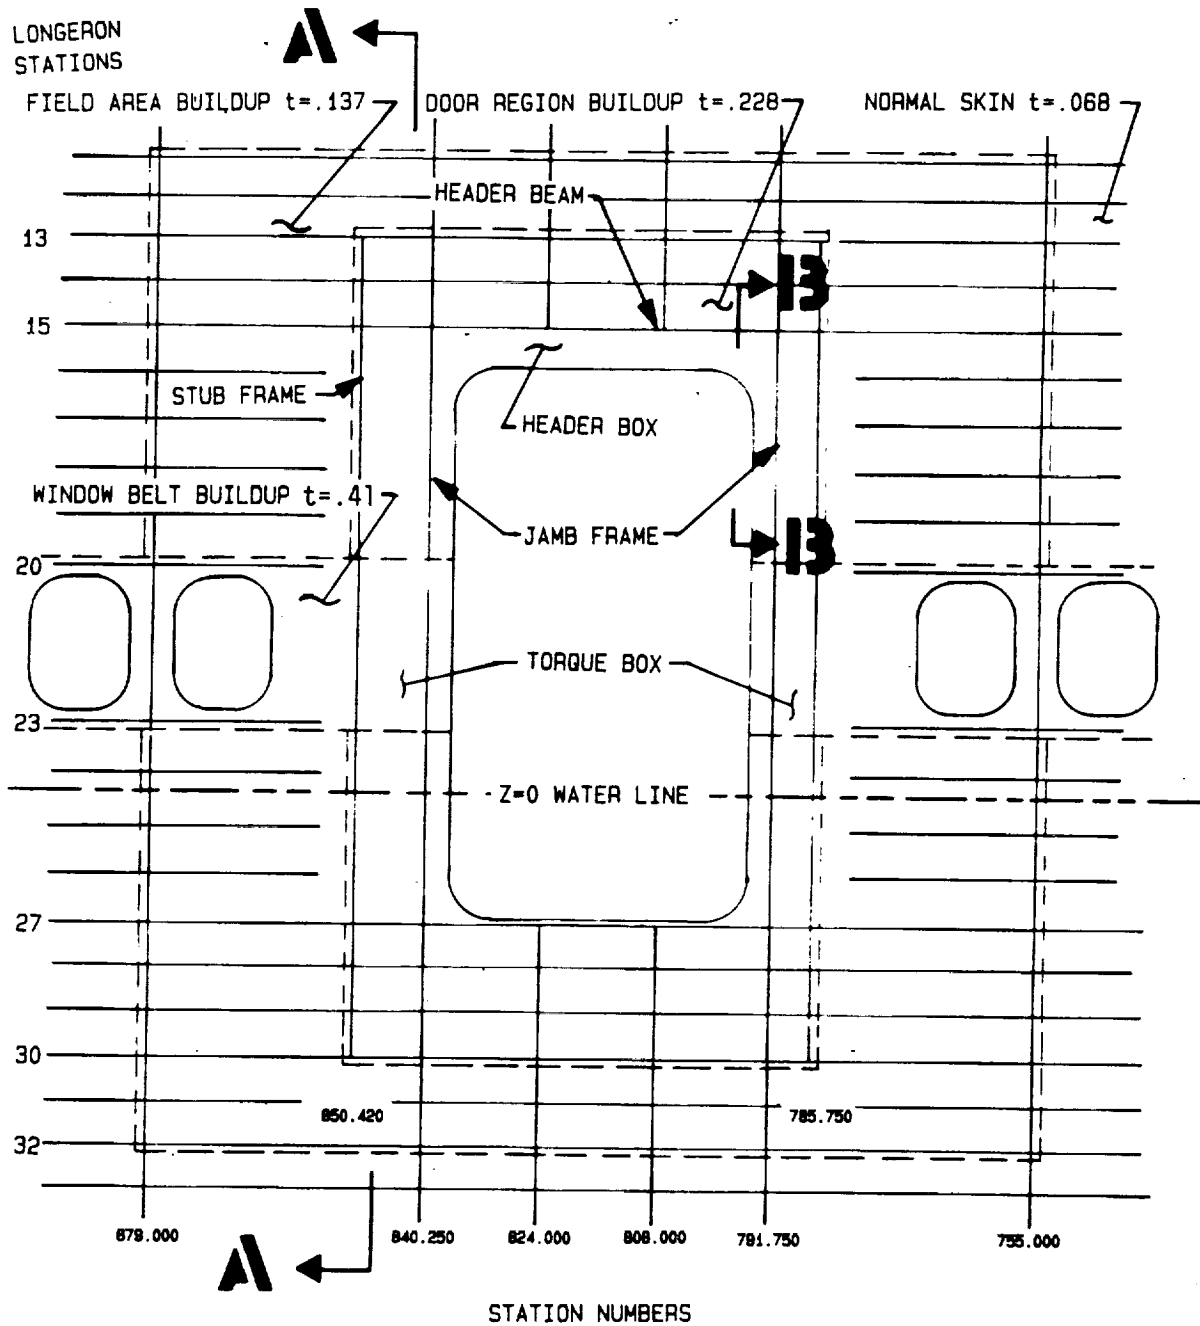 LONGERON
STATIONS
A
FIELD AREA BUILDUP t=.137
DOOR REGION BUILDUP t=.228
NORMAL SKIN t=.068
HEADER BEAM
13
B
15
STUB FRAME
HEADER BOX
WINDOW BELT BUILDUP t=.41
JAMB FRAME
B
20
TORQUE BOX
23
Z=0 WATER LINE
27
30
850.420
785.750
32
879.000
840.250
824.000
808.000
791.750
755.000
A
STATION NUMBERS